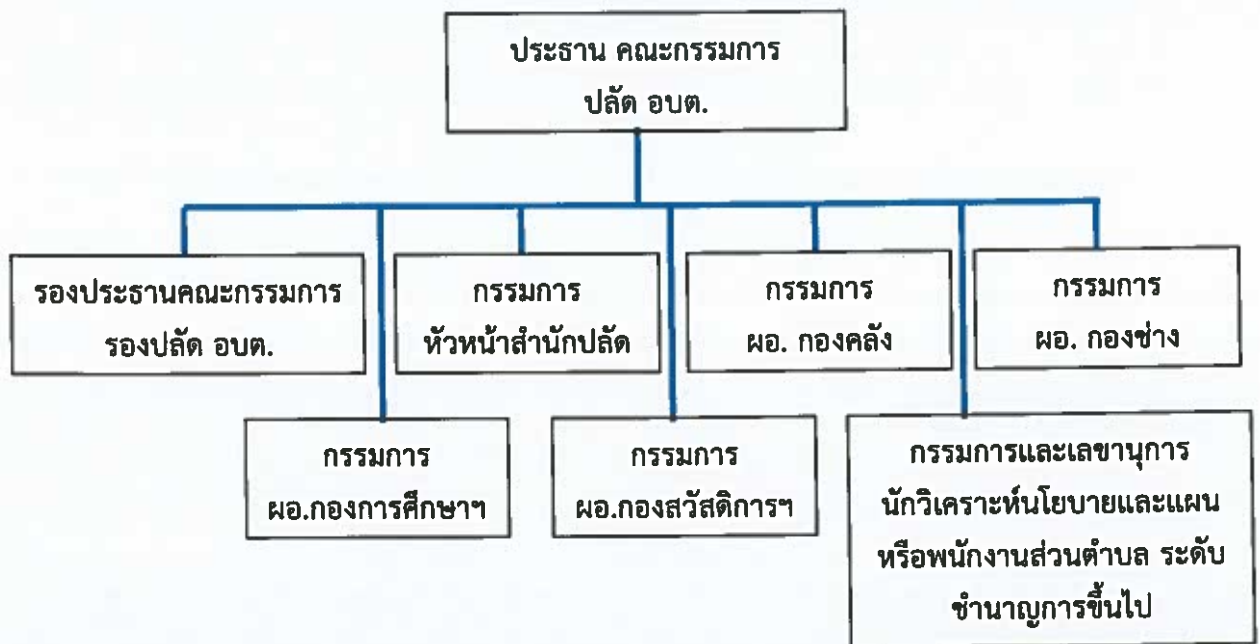 ประธาน คณะกรรมการ
ปลัด อบต.
รองประธานคณะกรรมการ
รองปลัด อบต.
กรรมการ
หัวหน้าสำนักปลัด
กรรมการ
ผอ. กองคลัง
กรรมการ
ผอ. กองช่าง
กรรมการ
ผอ.กองการศึกษาฯ
กรรมการ
ผอ.กองสวัสดิการฯ
กรรมการและเลขานุการ
นักวิเคราะห์นโยบายและแผน
หรือพนักงานส่วนตำบล ระดับ
ชำนาญการขึ้นไป